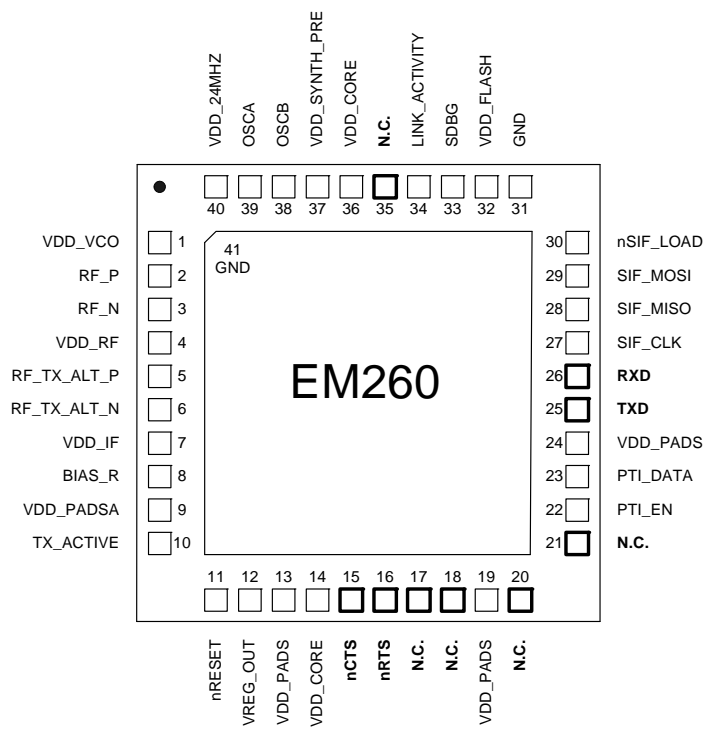 VDD_24MHZ
OSCA
OSCB
VDD_SYNTH_PRE
VDD_CORE
N.C.
LINK_ACTIVITY
SDBG
VDD_FLASH
GND
40 39 38 37 36 35 34 33 32 31
VDD_VCO 1
RF_P 2
RF_N 3
VDD_RF 4
RF_TX_ALT_P 5
RF_TX_ALT_N 6
VDD_IF 7
BIAS_R 8
VDD_PADSA 9
TX_ACTIVE 10
41
GND
EM260
30 nSIF_LOAD
29 SIF_MOSI
28 SIF_MISO
27 SIF_CLK
26 RXD
25 TXD
24 VDD_PADS
23 PTI_DATA
22 PTI_EN
21 N.C.
11 12 13 14 15 16 17 18 19 20
nRESET
VREG_OUT
VDD_PADS
VDD_CORE
nCTS
nRTS
N.C.
N.C.
VDD_PADS
N.C.